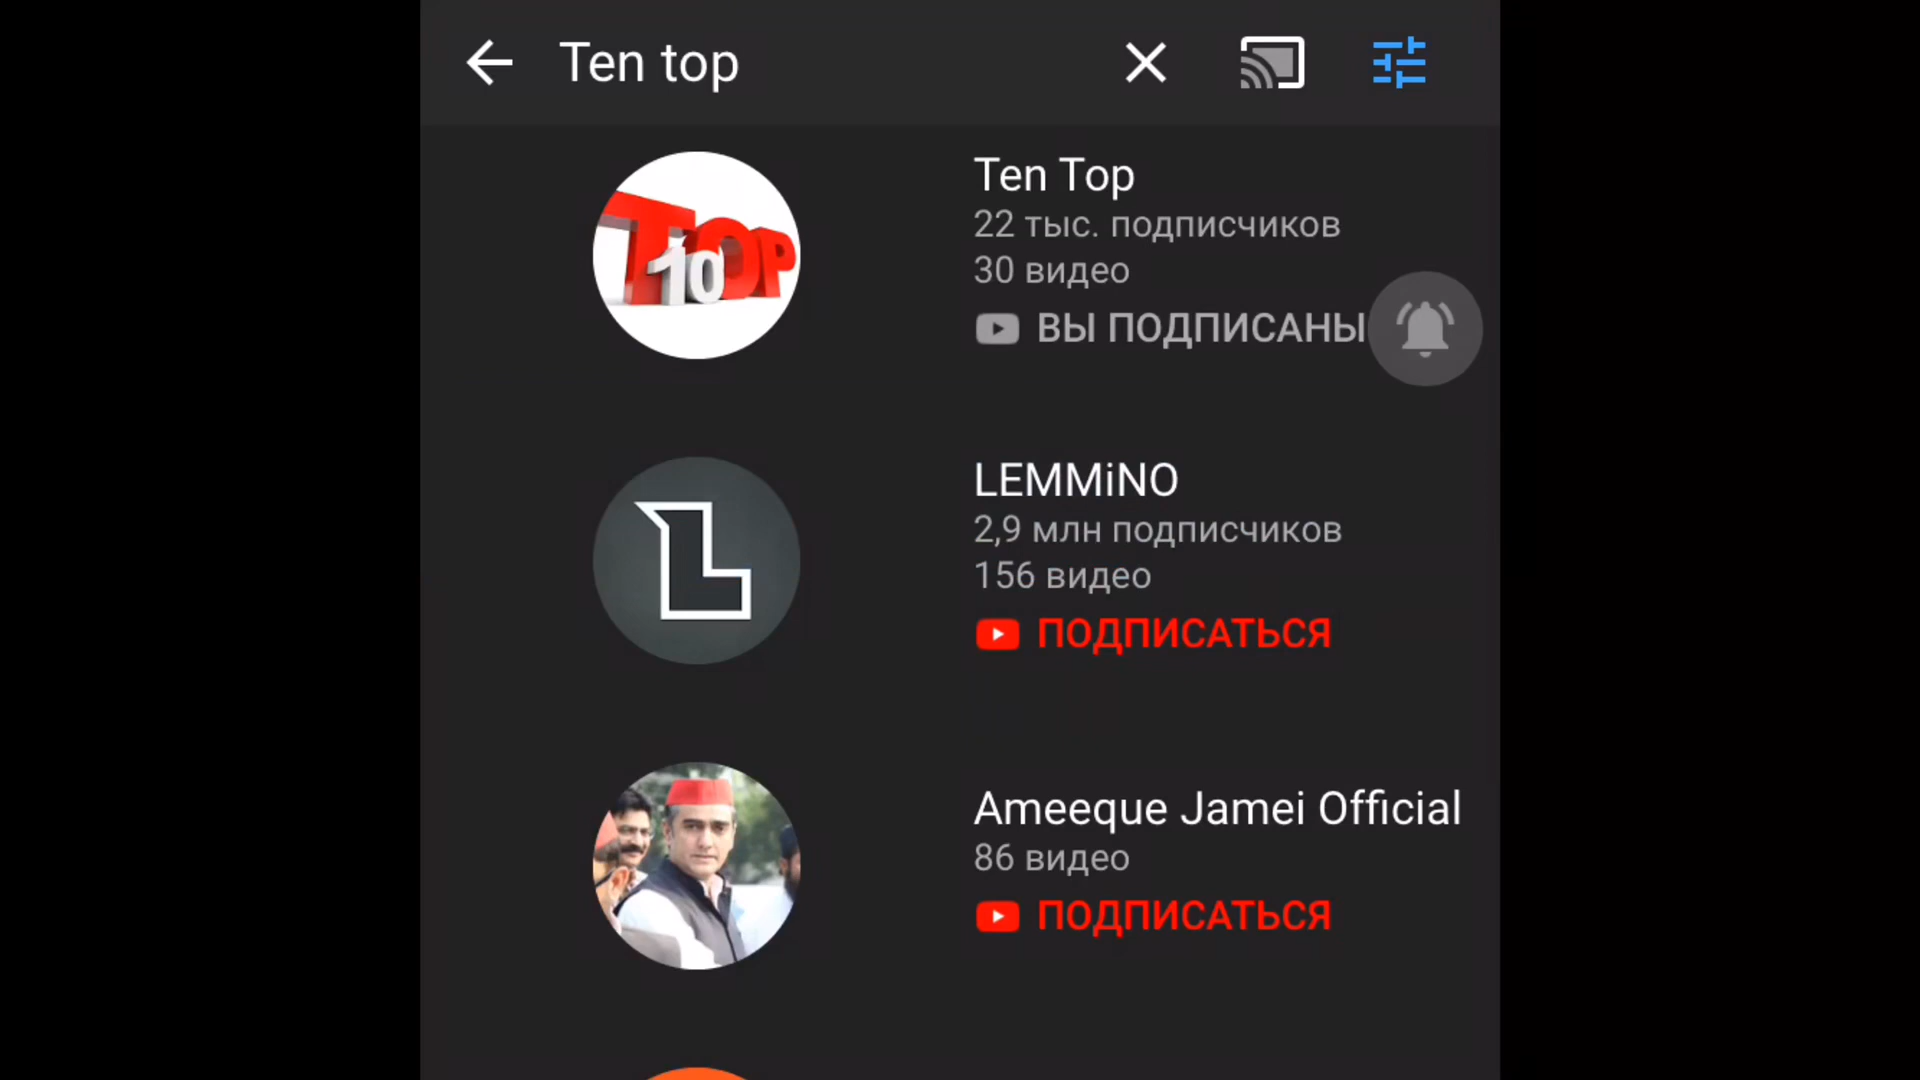 Ten top
TOP
10
Ten Top
22 тыс. подписчиков
30 видео
ВЫ ПОДПИСАНЫ
LEMMiNO
2,9 млн подписчиков
156 видео
ПОДПИСАТЬСЯ
Ameeque Jamei Official
86 видео
ПОДПИСАТЬСЯ